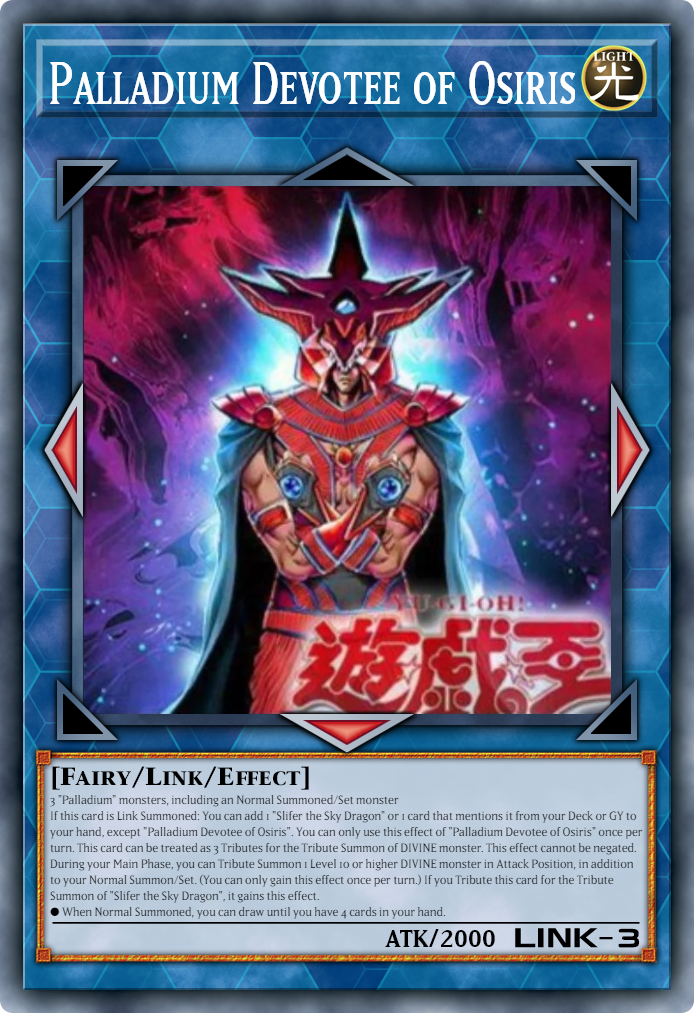 PALLADIUM DEVOTEE OF OSIRIS
LIGHT
光
YU-GI-OH!
遊戯王
[FAIRY/LINK/EFFECT]
3 "Palladium" monsters, including an Normal Summoned/Set monster
If this card is Link Summoned: You can add 1 "Slifer the Sky Dragon" or 1 card that mentions it from your Deck or GY to
your hand, except "Palladium Devotee of Osiris". You can only use this effect of "Palladium Devotee of Osiris" once per
turn. This card can be treated as 3 Tributes for the Tribute Summon of DIVINE monster. This effect cannot be negated.
During your Main Phase, you can Tribute Summon 1 Level 10 or higher DIVINE monster in Attack Position, in addition
to your Normal Summon/Set. (You can only gain this effect once per turn.) If you Tribute this card for the Tribute
Summon of "Slifer the Sky Dragon", it gains this effect.
● When Normal Summoned, you can draw until you have 4 cards in your hand.
ATK/2000 LINK-3